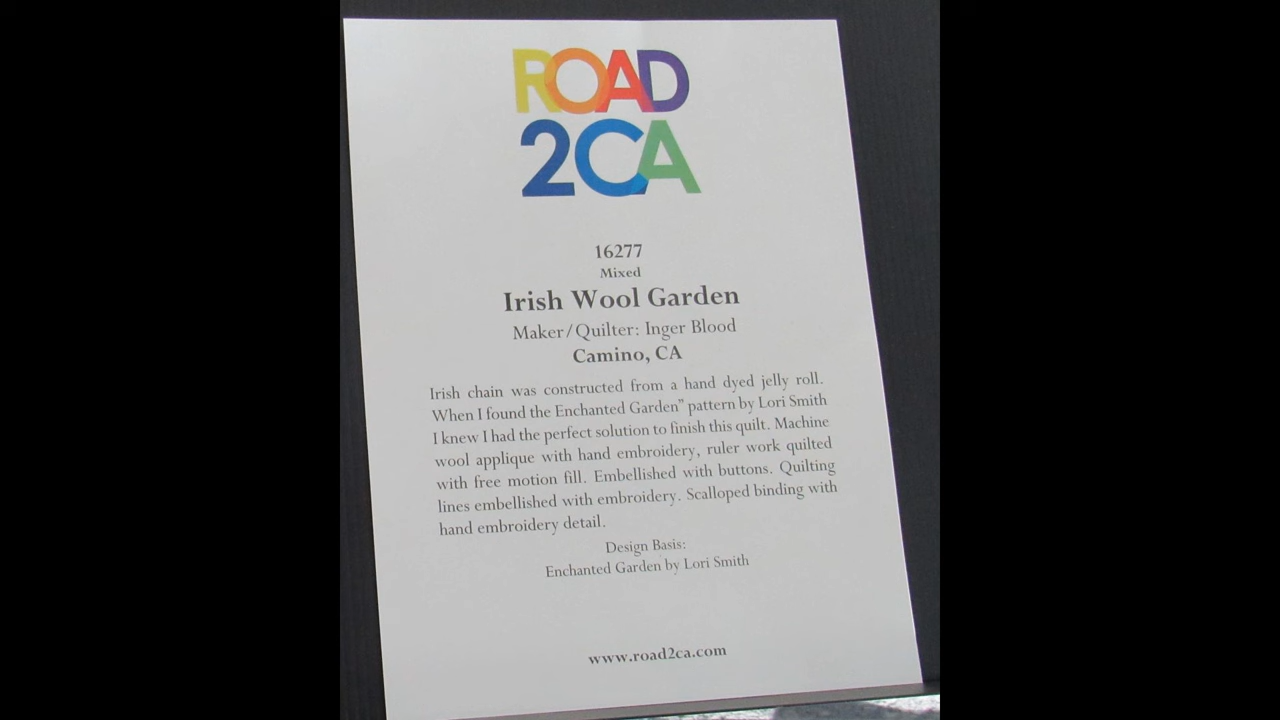 ROAD
2CA
16277
Mixed
Irish Wool Garden
Maker/Quilter: Inger Blood
Camino, CA
Irish chain was constructed from a hand dyed jelly roll.
When I found the Enchanted Garden” pattern by Lori Smith
I knew I had the perfect solution to finish this quilt. Machine
wool applique with hand embroidery, ruler work quilted
with free motion fill. Embellished with buttons. Quilting
lines embellished with embroidery. Scalloped binding with
hand embroidery detail.
Design Basis:
Enchanted Garden by Lori Smith
www.road2ca.com